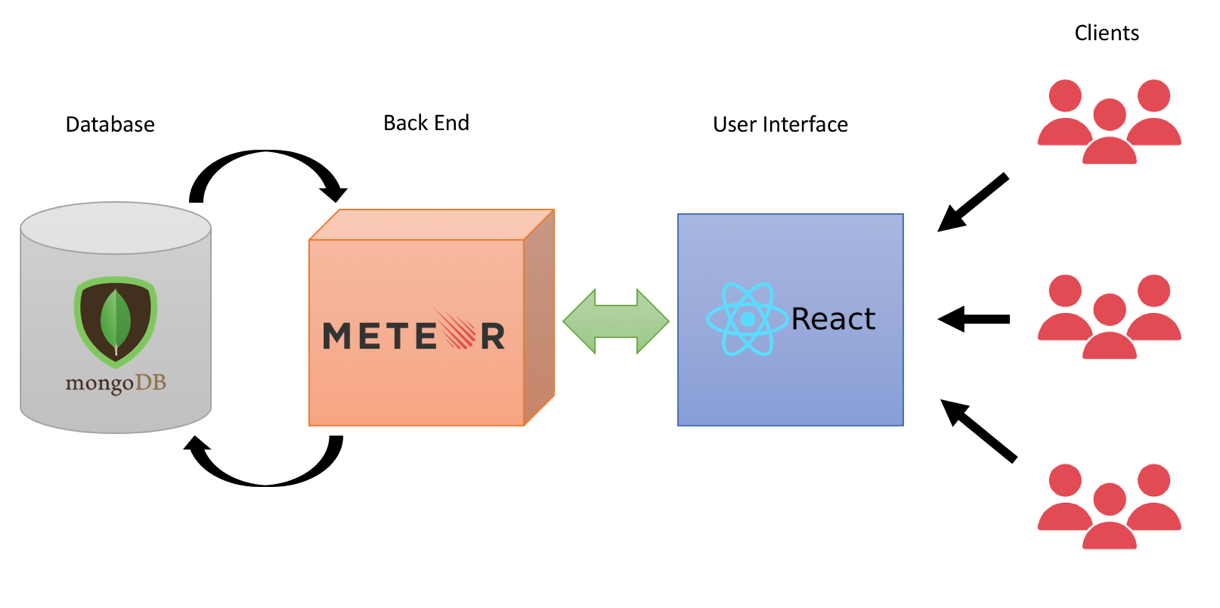 Clients
Database
Back End
User Interface
mongoDB
METEOR
React